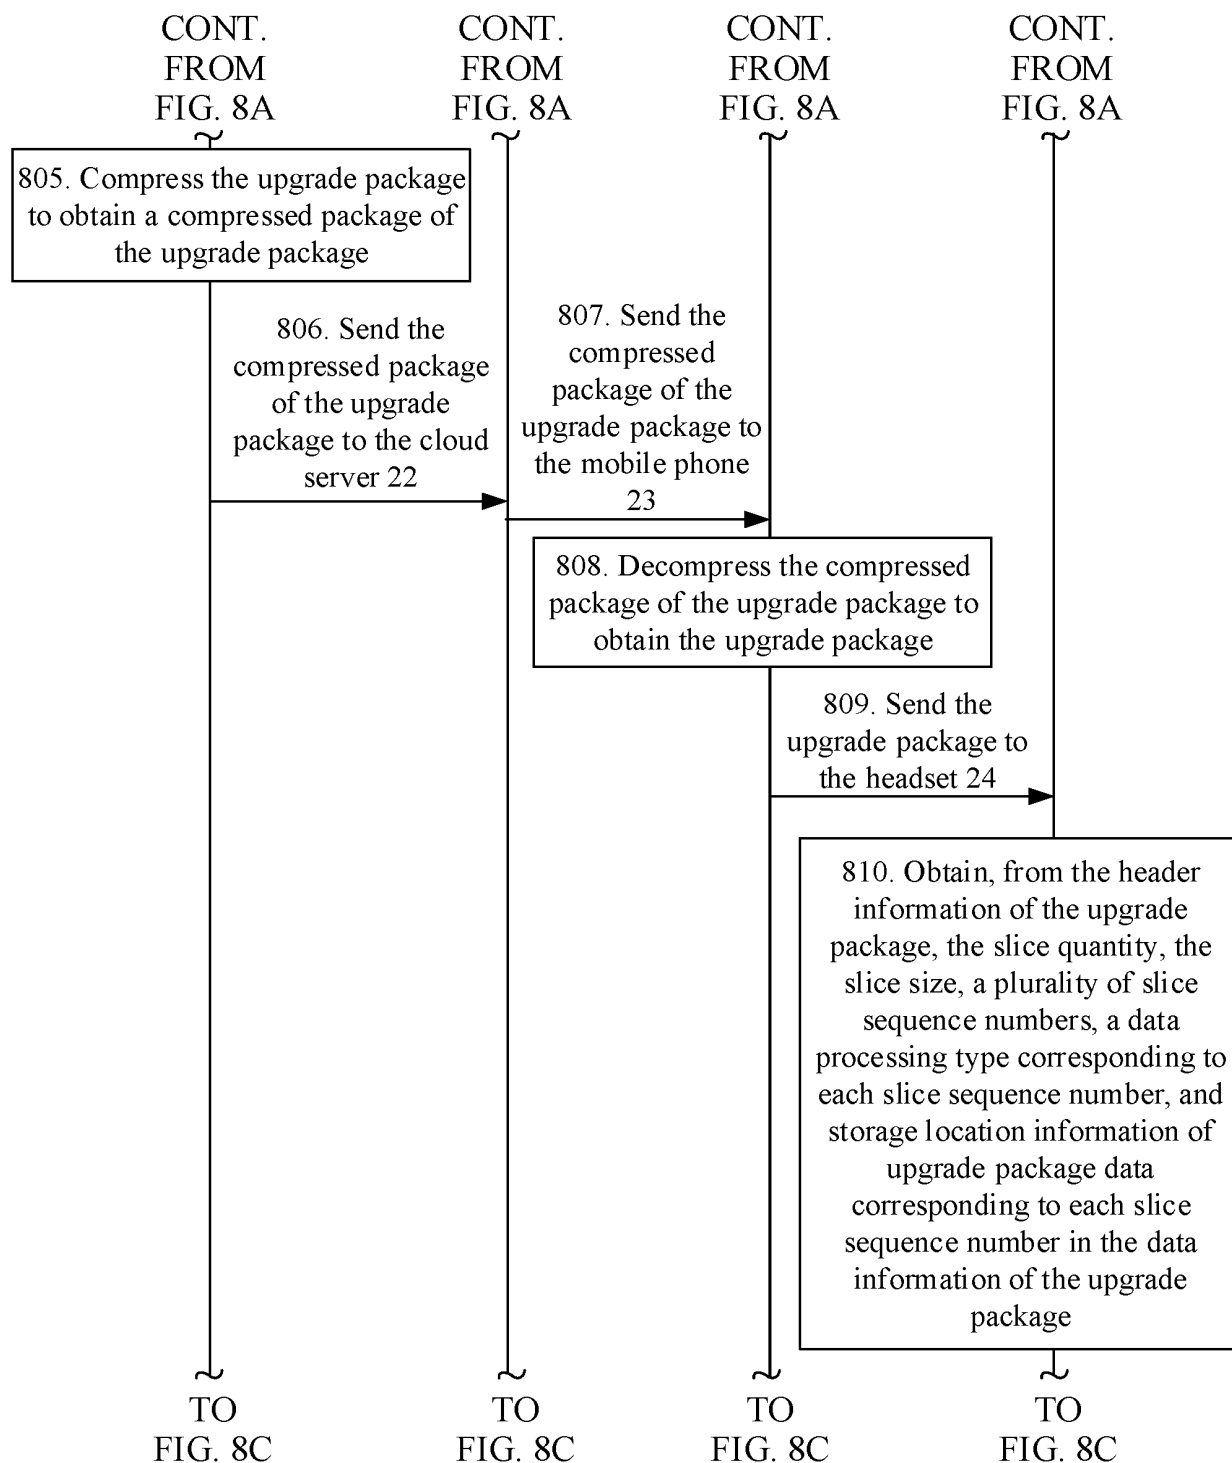 CONT.
FROM
FIG. 8A
CONT.
FROM
FIG. 8A
CONT.
FROM
FIG. 8A
CONT.
FROM
FIG. 8A
805. Compress the upgrade package
to obtain a compressed package of
the upgrade package
806. Send the
compressed package
of the upgrade
package to the cloud
server 22
807. Send the
compressed
package of the
upgrade package to
the mobile phone
23
808. Decompress the compressed
package of the upgrade package to
obtain the upgrade package
809. Send the
upgrade package to
the headset 24
810. Obtain, from the header
information of the upgrade
package, the slice quantity, the
slice size, a plurality of slice
sequence numbers, a data
processing type corresponding to
each slice sequence number, and
storage location information of
upgrade package data
corresponding to each slice
sequence number in the data
information of the upgrade
package
TO
FIG. 8C
TO
FIG. 8C
TO
FIG. 8C
TO
FIG. 8C